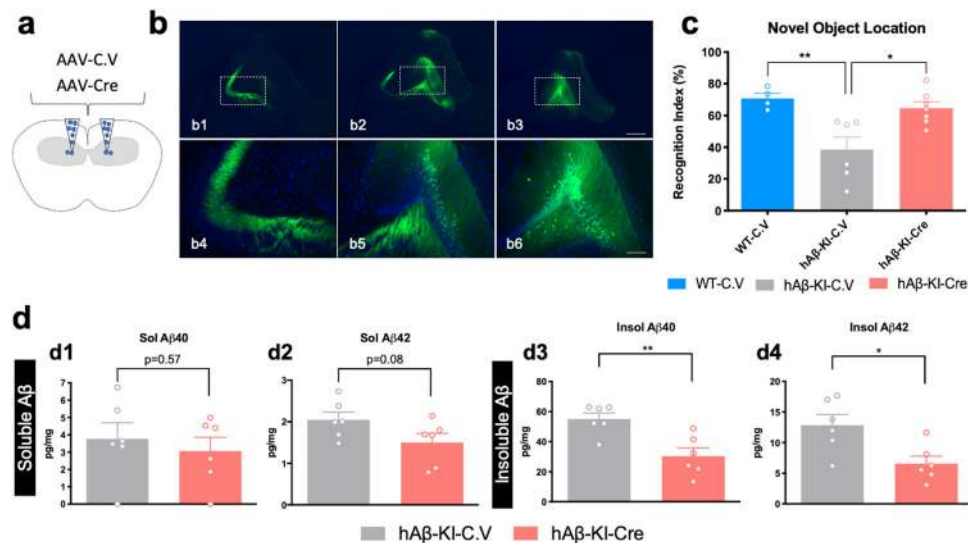 a
AAV-C.V
AAV-Cre
b
b1
b2
b3
b4
b5
b6
c
Novel Object Location
**
*
Recognition Index (%)
100
80
60
40
20
0
WT-C.V
hAβ-KI-C.V
hAβ-KI-Cre
WT-C.V
hAβ-KI-C.V
hAβ-KI-Cre
d
Soluble Aβ
d1
Sol Aβ40
p=0.57
pg/mg
7
6
5
4
3
2
1
0
d2
Sol Aβ42
p=0.08
pg/mg
3
2
1
0
Insoluble Aβ
d3
Insol Aβ40
**
pg/mg
80
60
40
20
0
d4
Insol Aβ42
*
pg/mg
20
15
10
5
0
hAβ-KI-C.V
hAβ-KI-Cre